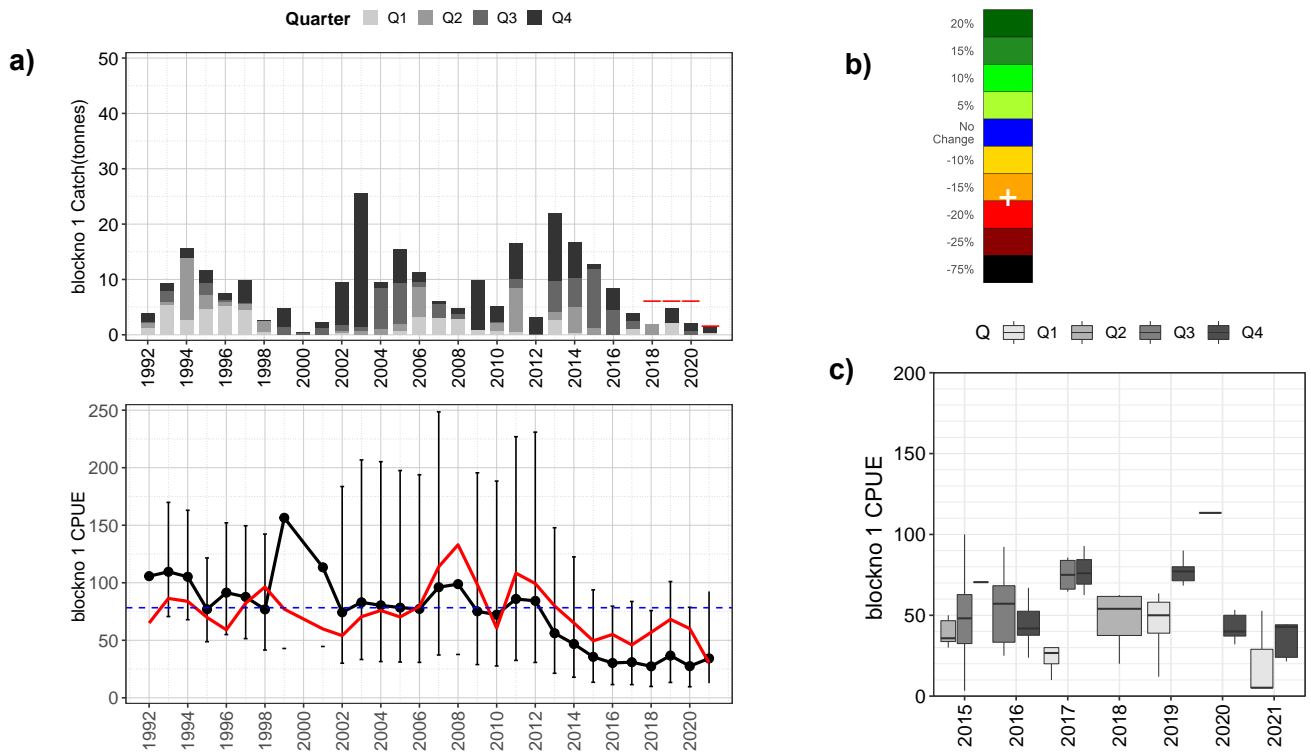 Quarter Q1 Q2 Q3 Q4
a)
blockno 1 Catch(tonnes)
50
40
30
20
10
0
1992 1994 1996 1998 2000 2002 2004 2006 2008 2010 2012 2014 2016 2018 2020
blockno 1 CPUE
250
200
150
100
50
0
1992 1994 1996 1998 2000 2002 2004 2006 2008 2010 2012 2014 2016 2018 2020
b)
20%
15%
10%
5%
No
Change
-10%
-15%
-20%
-25%
-75%
Q Q1 Q2 Q3 Q4
c)
blockno 1 CPUE
200
150
100
50
0
2015 2016 2017 2018 2019 2020 2021